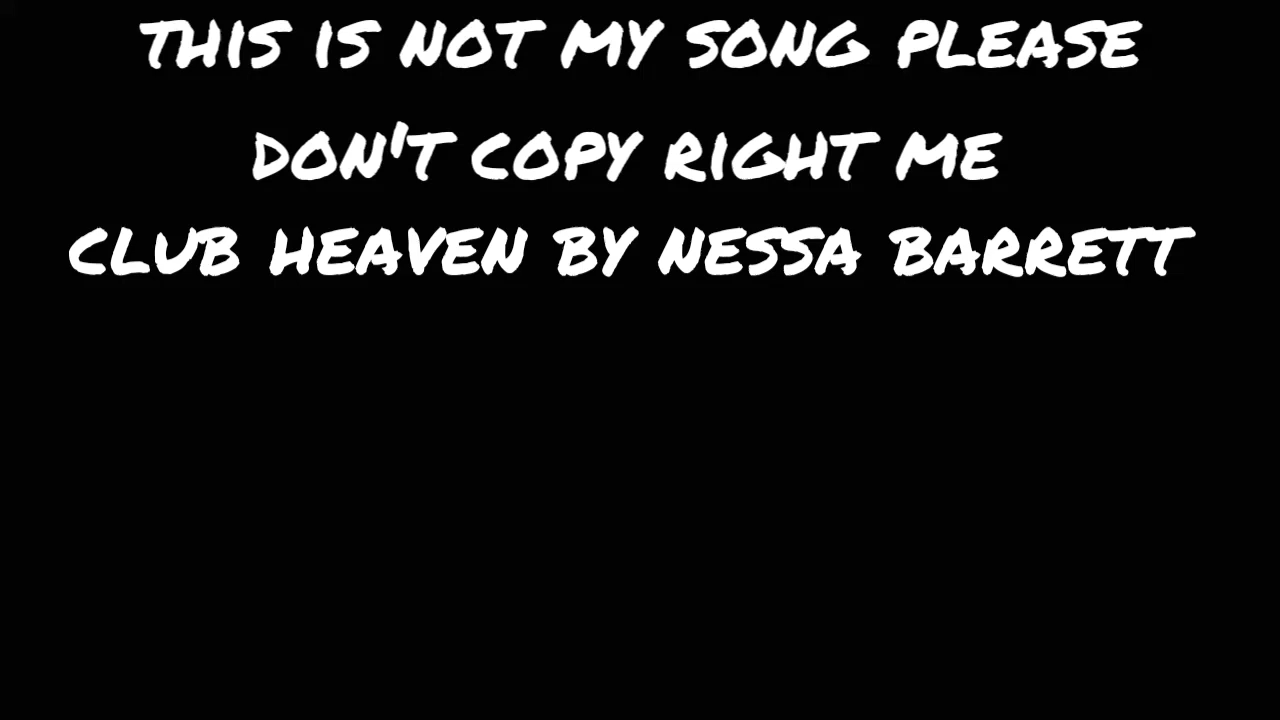 THIS IS NOT MY SONG PLEASE
DON'T COPY RIGHT ME
CLUB HEAVEN BY NESSA BARRETT